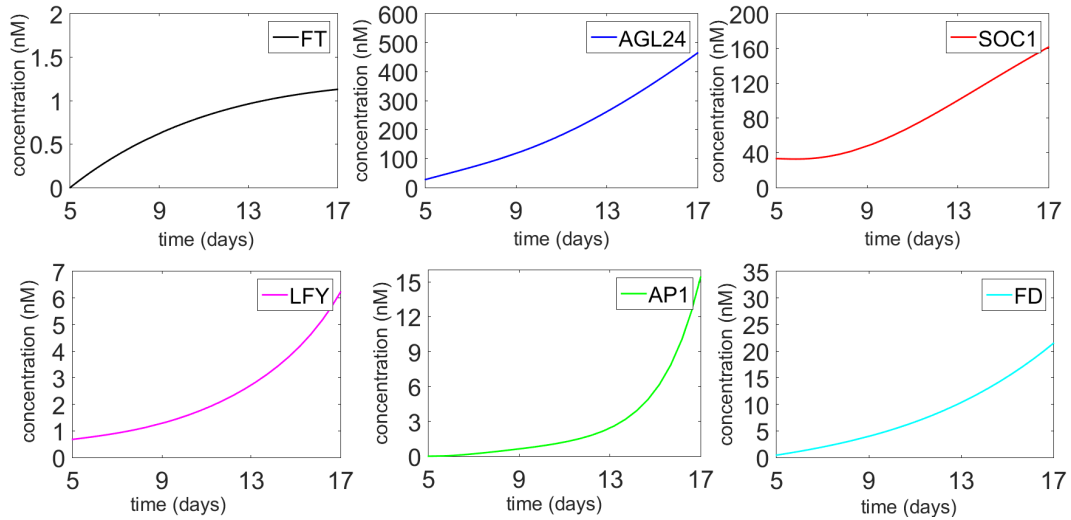 concentration (nM)
2
1.5
1
0.5
0
FT
5 9 13 17
time (days)
concentration (nM)
600
500
400
300
200
100
0
AGL24
5 9 13 17
time (days)
concentration (nM)
200
160
120
80
40
0
SOC1
5 9 13 17
time (days)
concentration (nM)
7
6
5
4
3
2
1
0
LFY
5 9 13 17
time (days)
concentration (nM)
15
12
9
6
3
0
AP1
5 9 13 17
time (days)
concentration (nM)
35
30
25
20
15
10
5
0
FD
5 9 13 17
time (days)